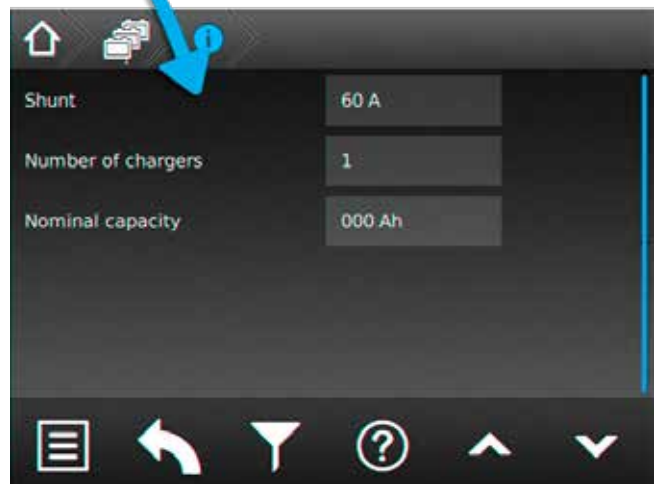 i
Shunt 60 A
Number of chargers 1
Nominal capacity 000 Ah
?